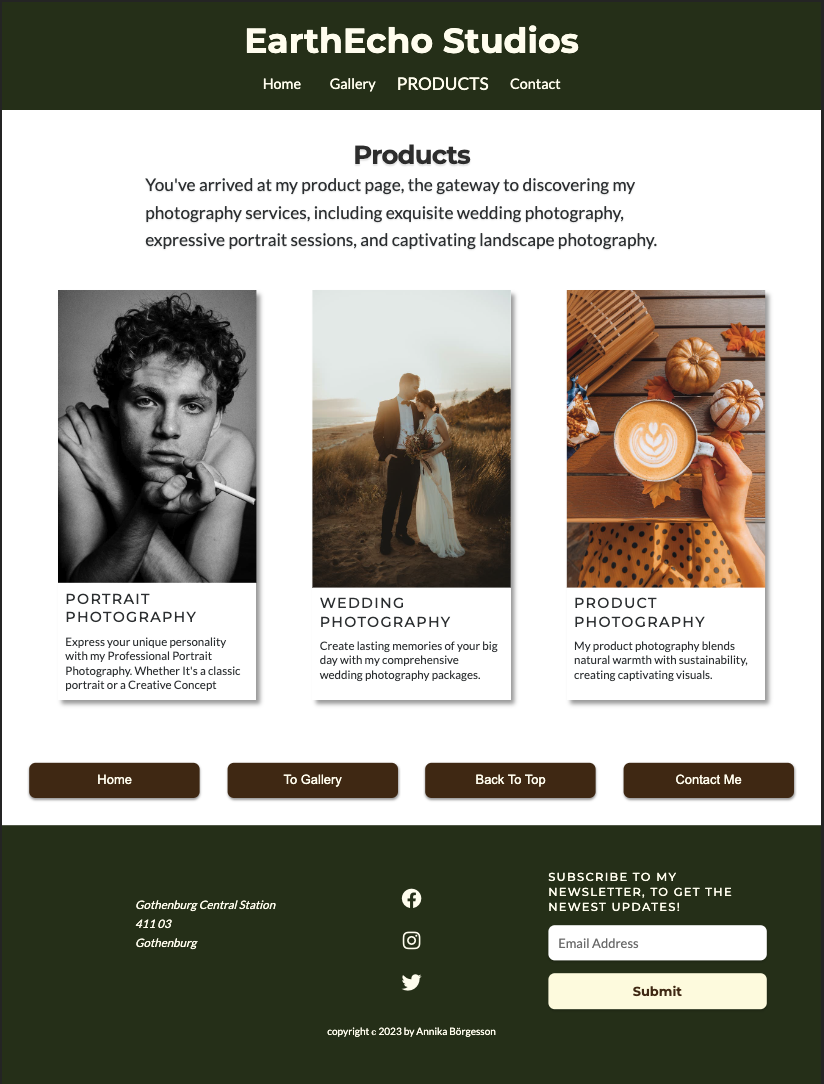 EarthEcho Studios
Home Gallery PRODUCTS Contact
Products
You've arrived at my product page, the gateway to discovering my
photography services, including exquisite wedding photography,
expressive portrait sessions, and captivating landscape photography.
PORTRAIT
PHOTOGRAPHY
Express your unique personality
with my Professional Portrait
Photography. Whether It's a classic
portrait or a Creative Concept
WEDDING
PHOTOGRAPHY
Create lasting memories of your big
day with my comprehensive
wedding photography packages.
PRODUCT
PHOTOGRAPHY
My product photography blends
natural warmth with sustainability,
creating captivating visuals.
Home To Gallery Back To Top Contact Me
Gothenburg Central Station
411 03
Gothenburg
SUBSCRIBE TO MY
NEWSLETTER, TO GET THE
NEWEST UPDATES!
Email Address
Submit
copyright c 2023 by Annika Börgesson